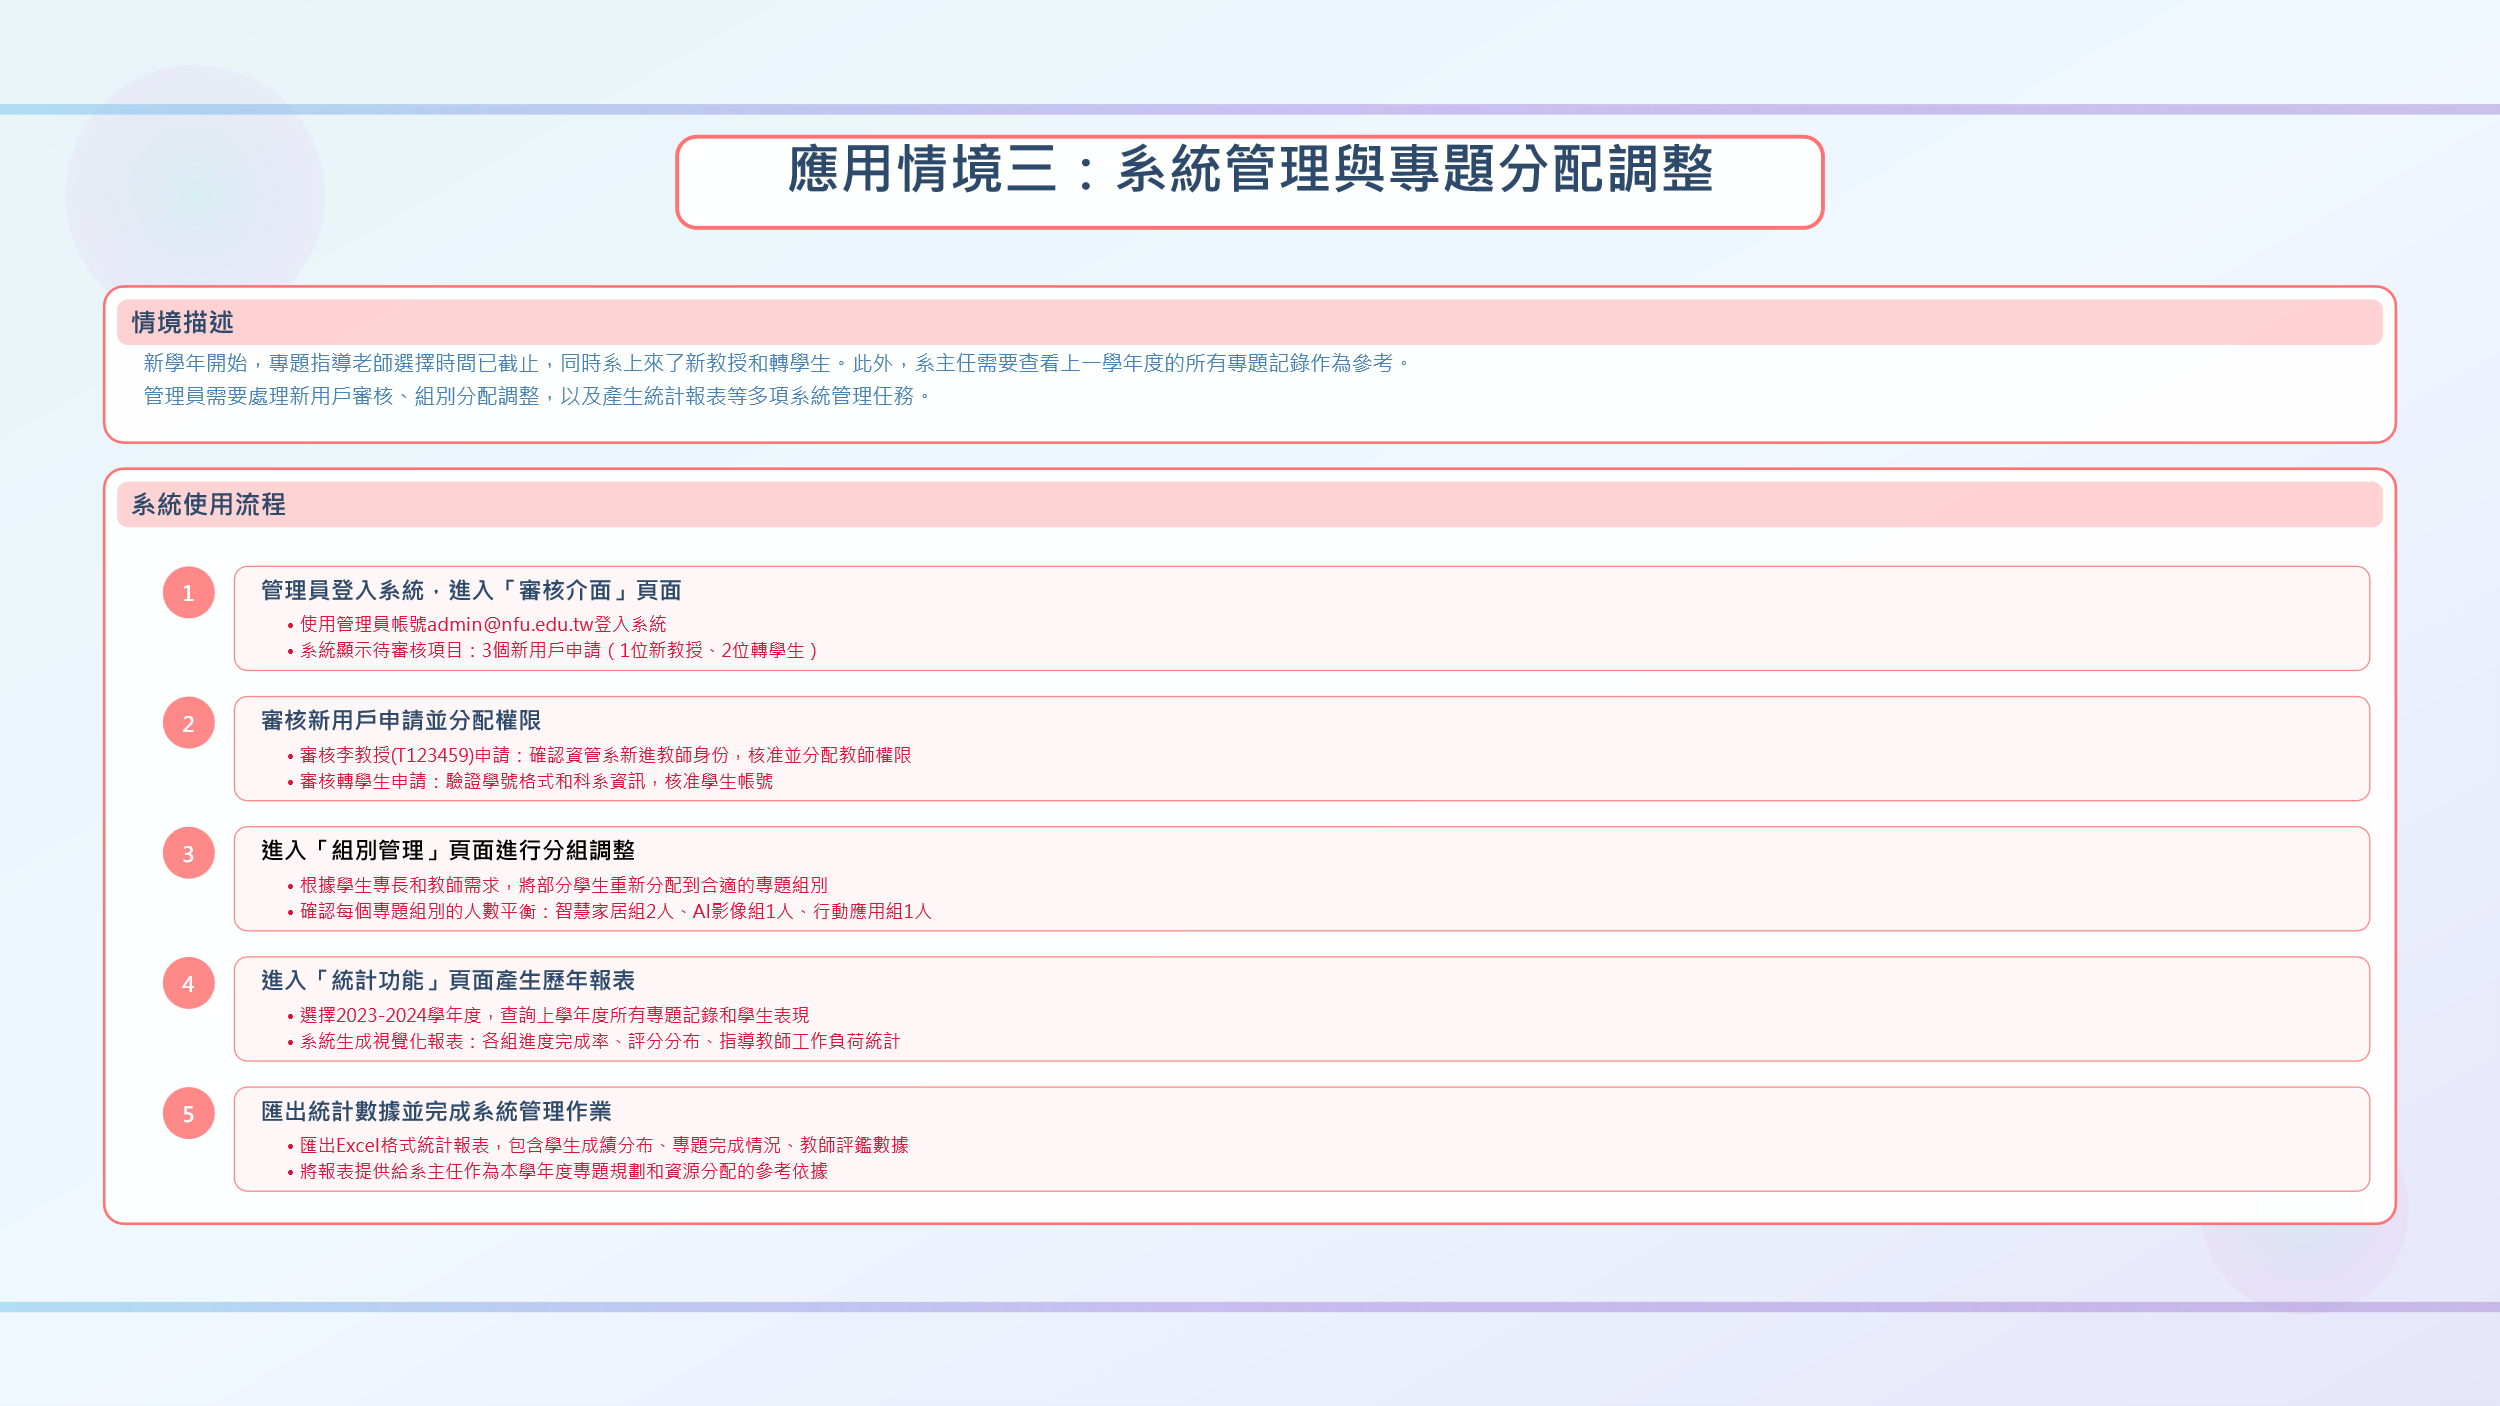 應用情境三：系統管理與專題分配調整
情境描述
新學年開始，專題指導老師選擇時間已截止，同時系上來了新教授和轉學生。此外，系主任需要查看上一學年度的所有專題記錄作為參考。
管理員需要處理新用戶審核、組別分配調整，以及產生統計報表等多項系統管理任務。
系統使用流程
1
管理員登入系統，進入「審核介面」頁面
• 使用管理員帳號admin@nfu.edu.tw登入系統
• 系統顯示待審核項目：3個新用戶申請（1位新教授、2位轉學生）
2
審核新用戶申請並分配權限
• 審核李教授(T123459)申請：確認資管系新進教師身份，核准並分配教師權限
• 審核轉學生申請：驗證學號格式和科系資訊，核准學生帳號
3
進入「組別管理」頁面進行分組調整
• 根據學生專長和教師需求，將部分學生重新分配到合適的專題組別
• 確認每個專題組別的人數平衡：智慧家居組2人、AI影像組1人、行動應用組1人
4
進入「統計功能」頁面產生歷年報表
• 選擇2023-2024學年度，查詢上學年度所有專題記錄和學生表現
• 系統生成視覺化報表：各組進度完成率、評分分布、指導教師工作負荷統計
5
匯出統計數據並完成系統管理作業
• 匯出Excel格式統計報表，包含學生成績分布、專題完成情況、教師評鑑數據
• 將報表提供給系主任作為本學年度專題規劃和資源分配的參考依據